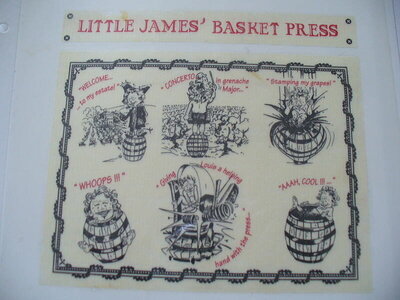 LITTLE JAMES' BASKET PRESS
"WELCOME...
to my estate! "
" CONCERTO
in grenache
Major... "
" Stamping my grapes! "
" WHOOPS !!! "
" Giving
Louis a helping
hand with the press... "
" AAAH, COOL !!! ... "